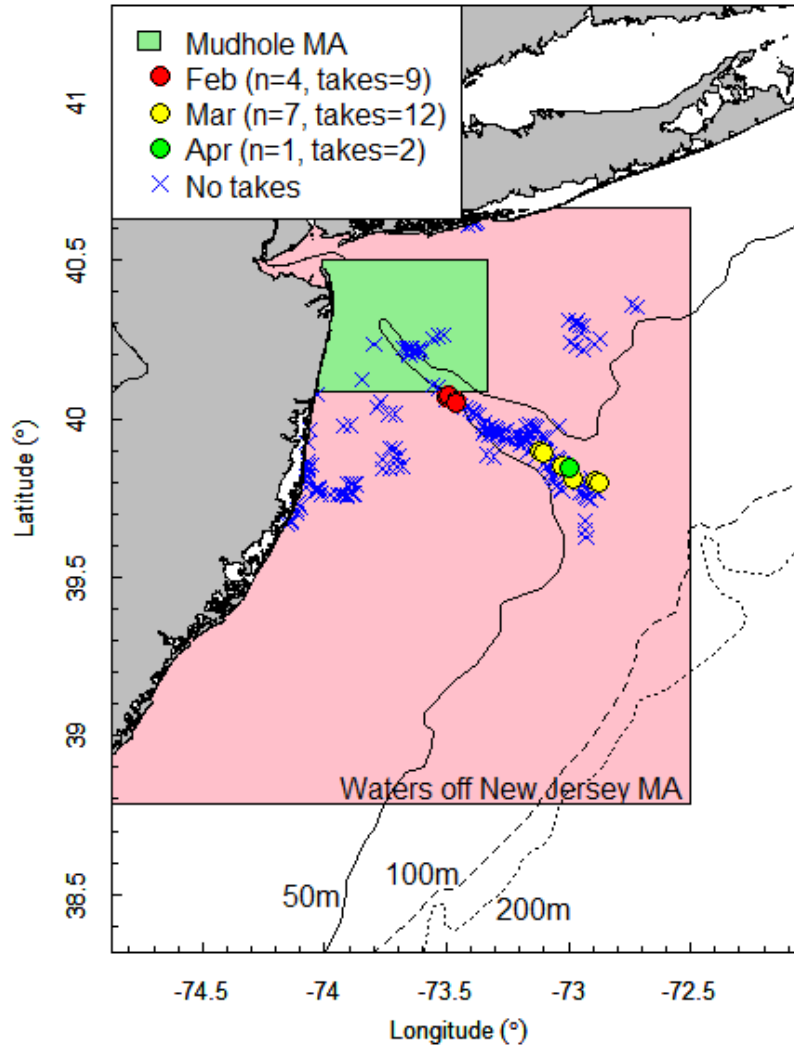 Mudhole MA
Feb (n=4, takes=9)
Mar (n=7, takes=12)
Apr (n=1, takes=2)
No takes
41
40.5
40
39.5
39
38.5
Latitude (°)
Waters off New Jersey MA
50m
100m
200m
-74.5
-74
-73.5
-73
-72.5
Longitude (°)